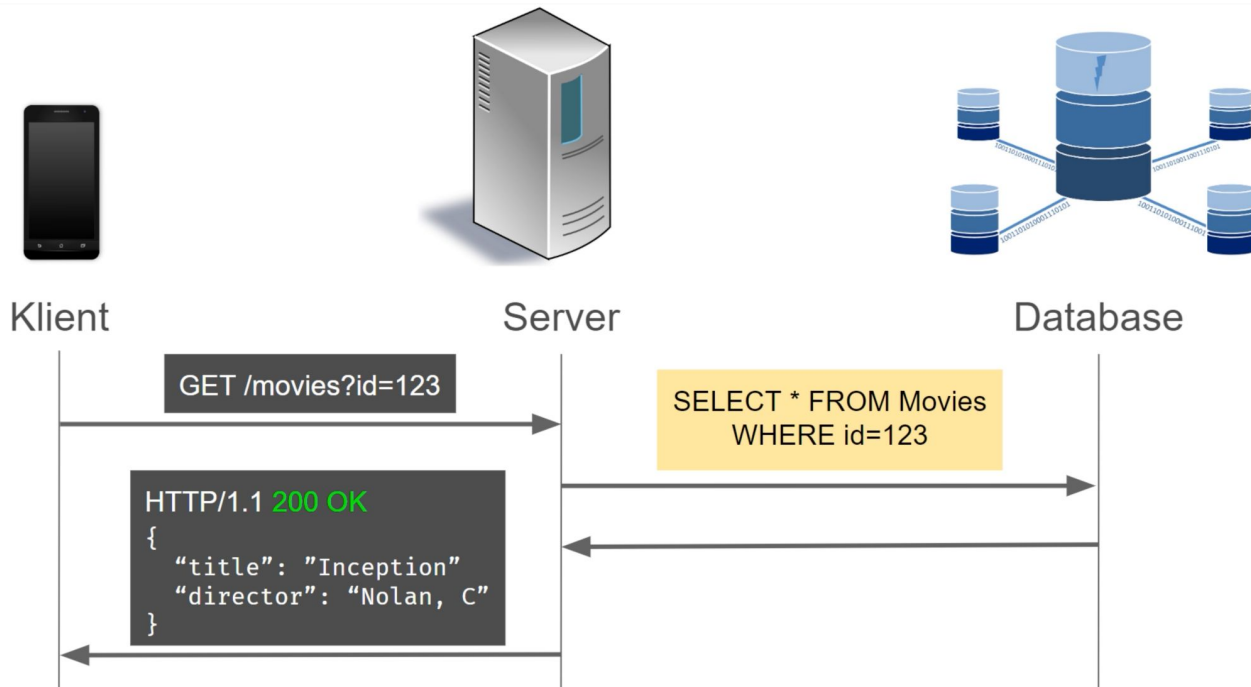 Klient
Server
Database
GET /movies?id=123
SELECT * FROM Movies
WHERE id=123
HTTP/1.1 200 OK
{
“title”: ”Inception”
“director”: “Nolan, C”
}